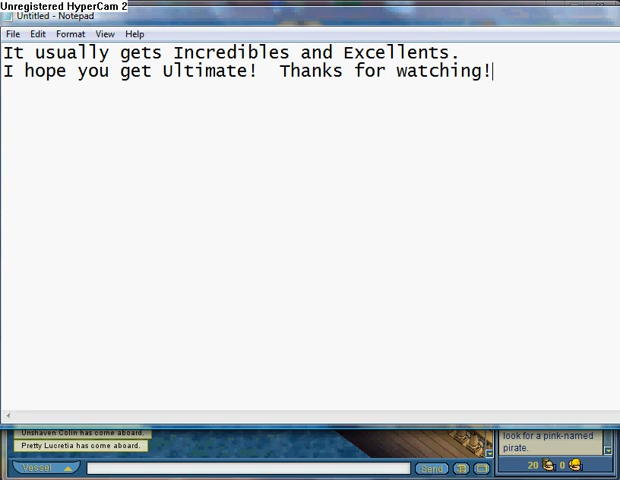 Unregistered HyperCam 2
Untitled - Notepad
File Edit Format View Help
It usually gets Incredibles and Excellents.
I hope you get Ultimate!  Thanks for watching!
Unshaven Colin has come aboard.
Pretty Lucretia has come aboard.
look for a pink-named
pirate.
Vessel
Send
20 0